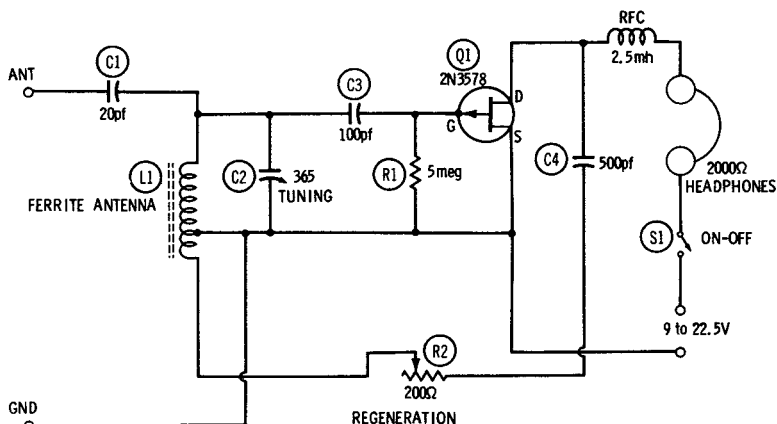 RFC
2.5mh
Q1
2N3578
ANT
C1
20pf
C3
100pf
D
G
S
C4
500pf
2000Ω
HEADPHONES
L1
FERRITE ANTENNA
C2
365
TUNING
R1
5meg
S1
ON-OFF
9 to 22.5V
R2
200Ω
REGENERATION
GND